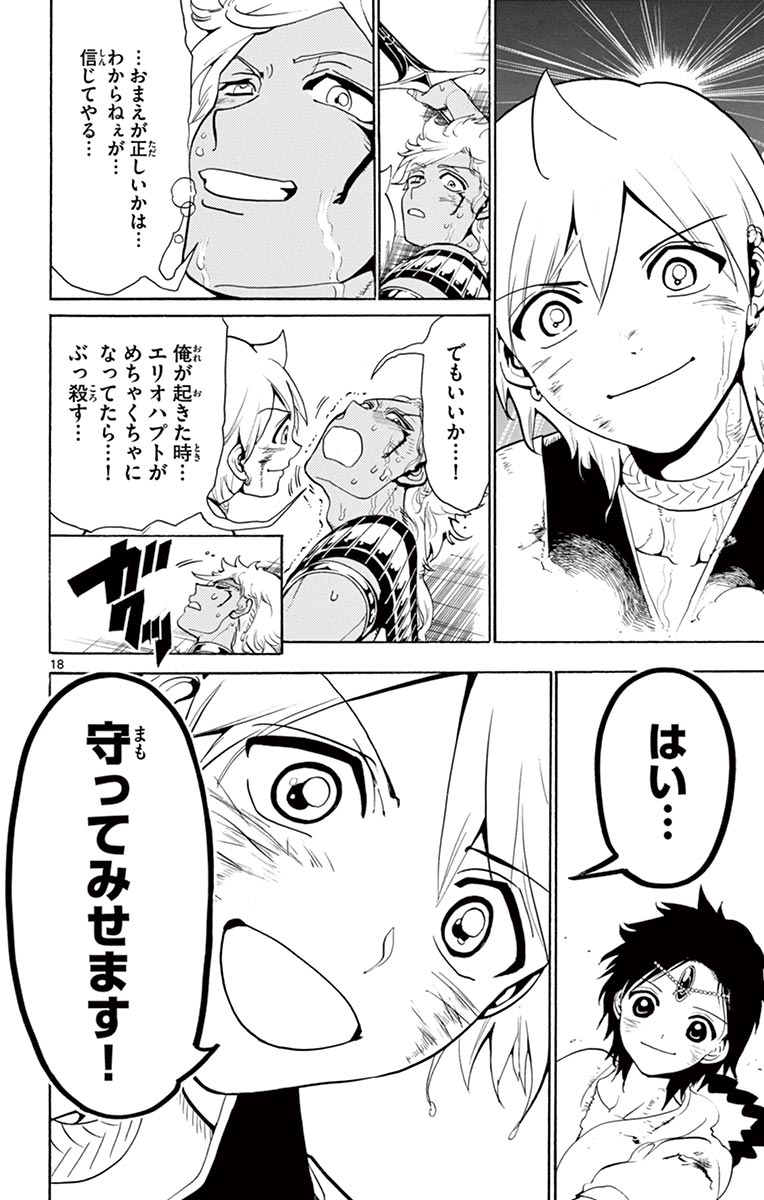 …おまえが正しいかは…
わからねぇが…
信じてやる…
でもいいか…！
俺が起きた時…
エリオハプトが
めちゃくちゃに
なってたら…！
ぶっ殺す…
ガクッ
18
はい…
守ってみせます！